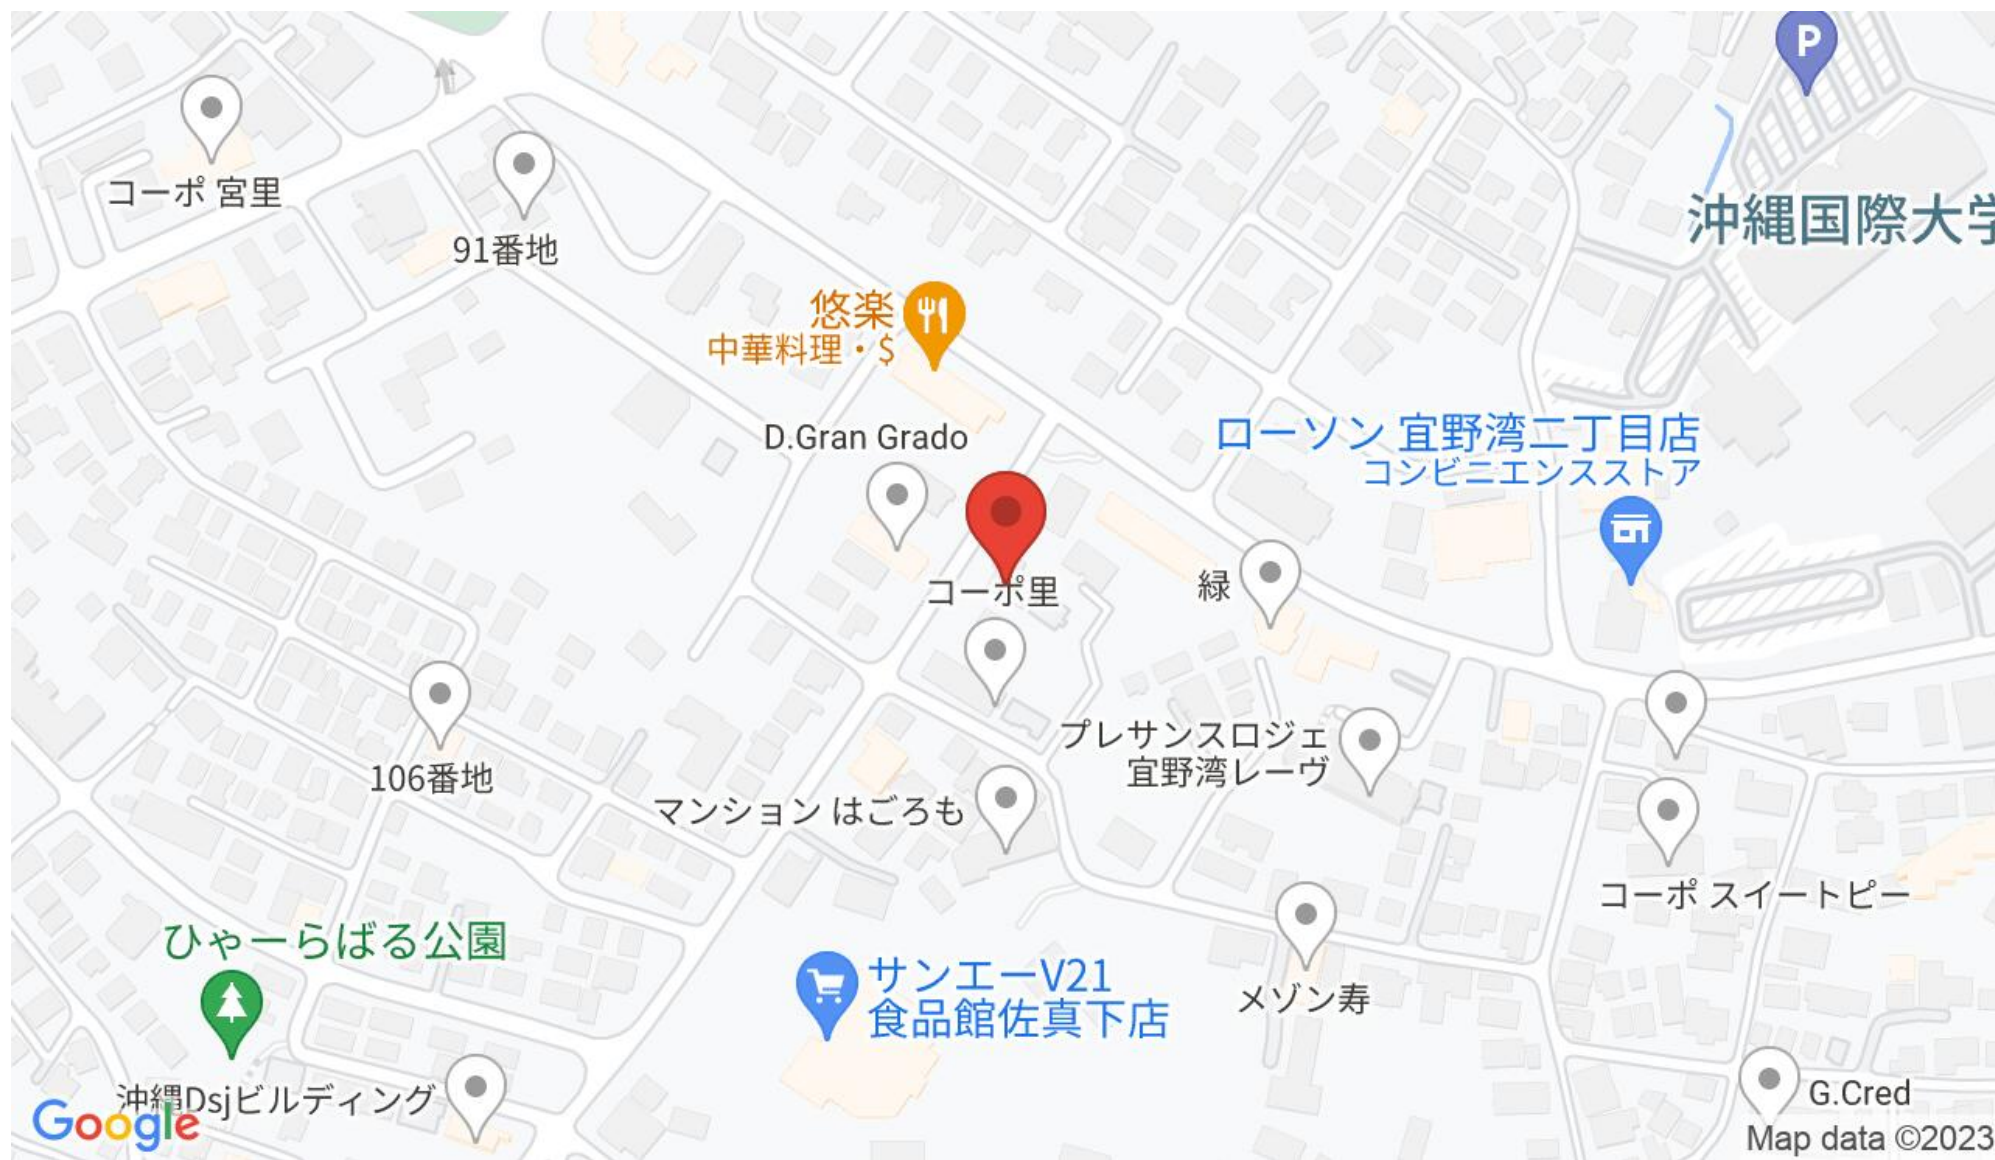 P
コーポ 宮里
沖縄国際大学
91番地
悠楽
中華料理・$
D.Gran Grado
ローソン 宜野湾二丁目店
コンビニエンスストア
コーポ里
緑
プレサンスロジェ
宜野湾レーヴ
106番地
マンション はごろも
コーポ スイートピー
ひゃーらばる公園
サンエーV21
食品館佐真下店
メゾン寿
沖縄Dsjビルディング
G.Cred
Google
Map data ©2023